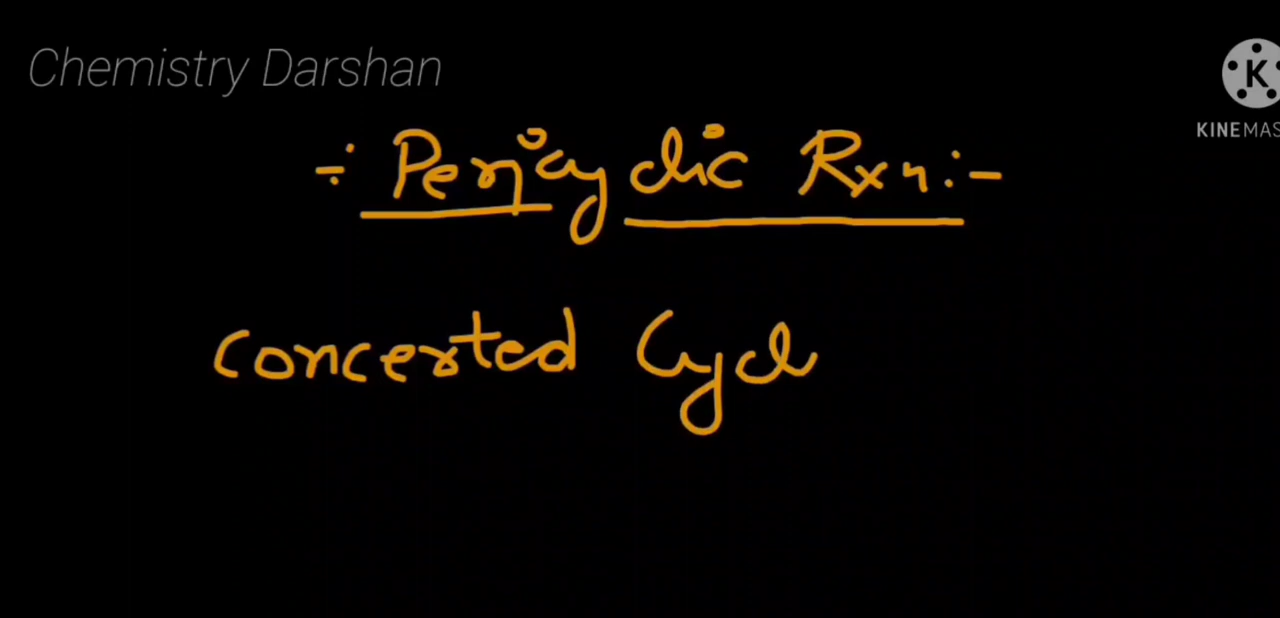 Chemistry Darshan
KINEMAS
÷ Pericyclic Rxn :-
Concerted Cycl